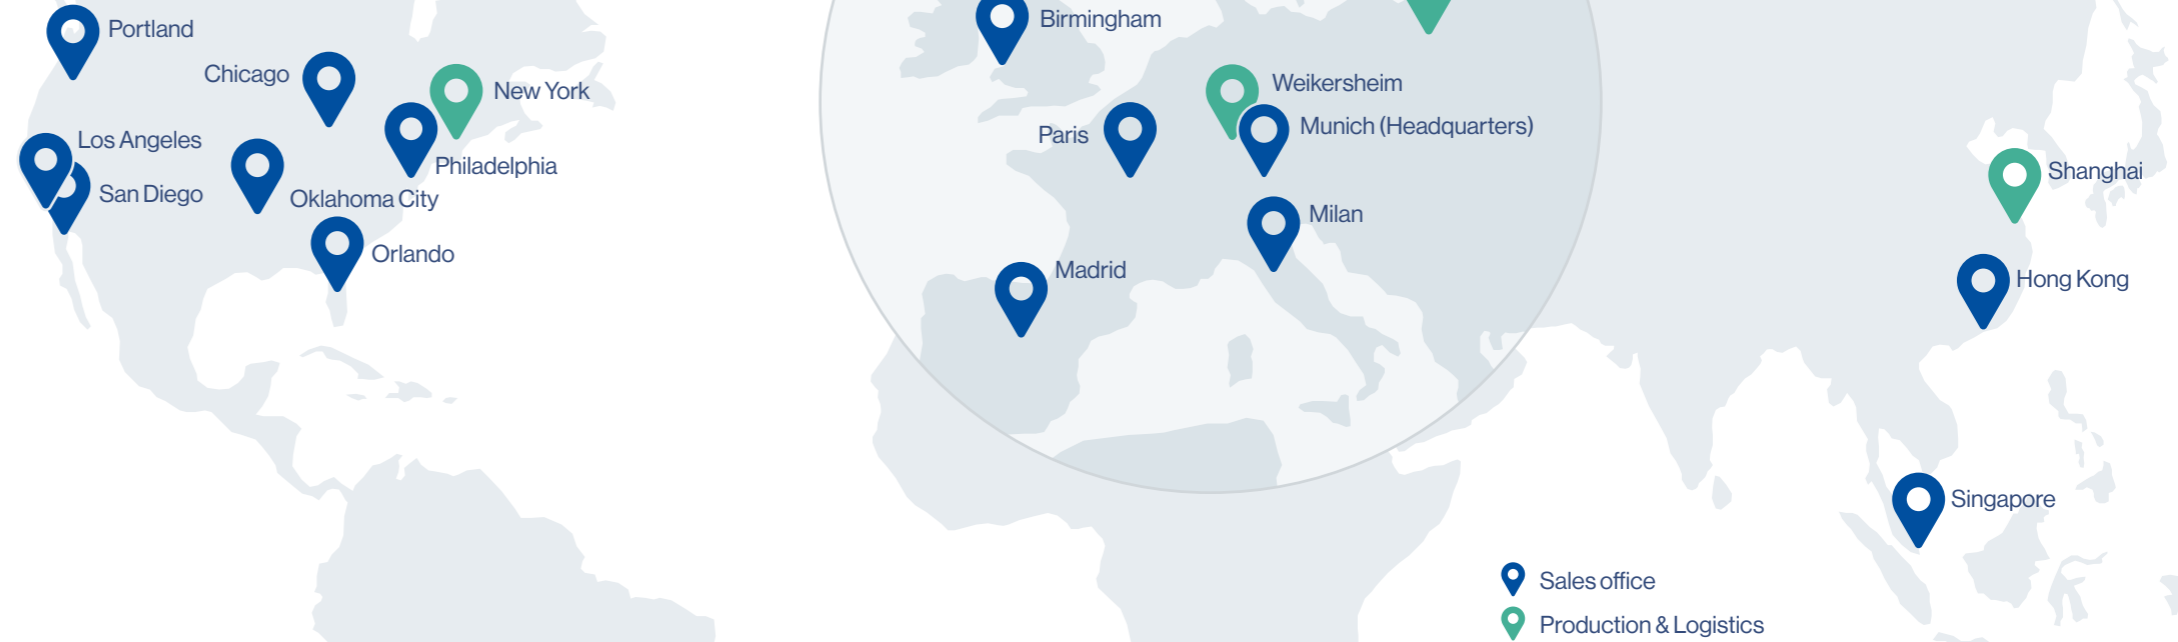 Portland
Chicago
New York
Los Angeles
Philadelphia
San Diego
Oklahoma City
Orlando
Birmingham
Weikersheim
Paris
Munich (Headquarters)
Milan
Madrid
Shanghai
Hong Kong
Singapore
Sales office
Production & Logistics